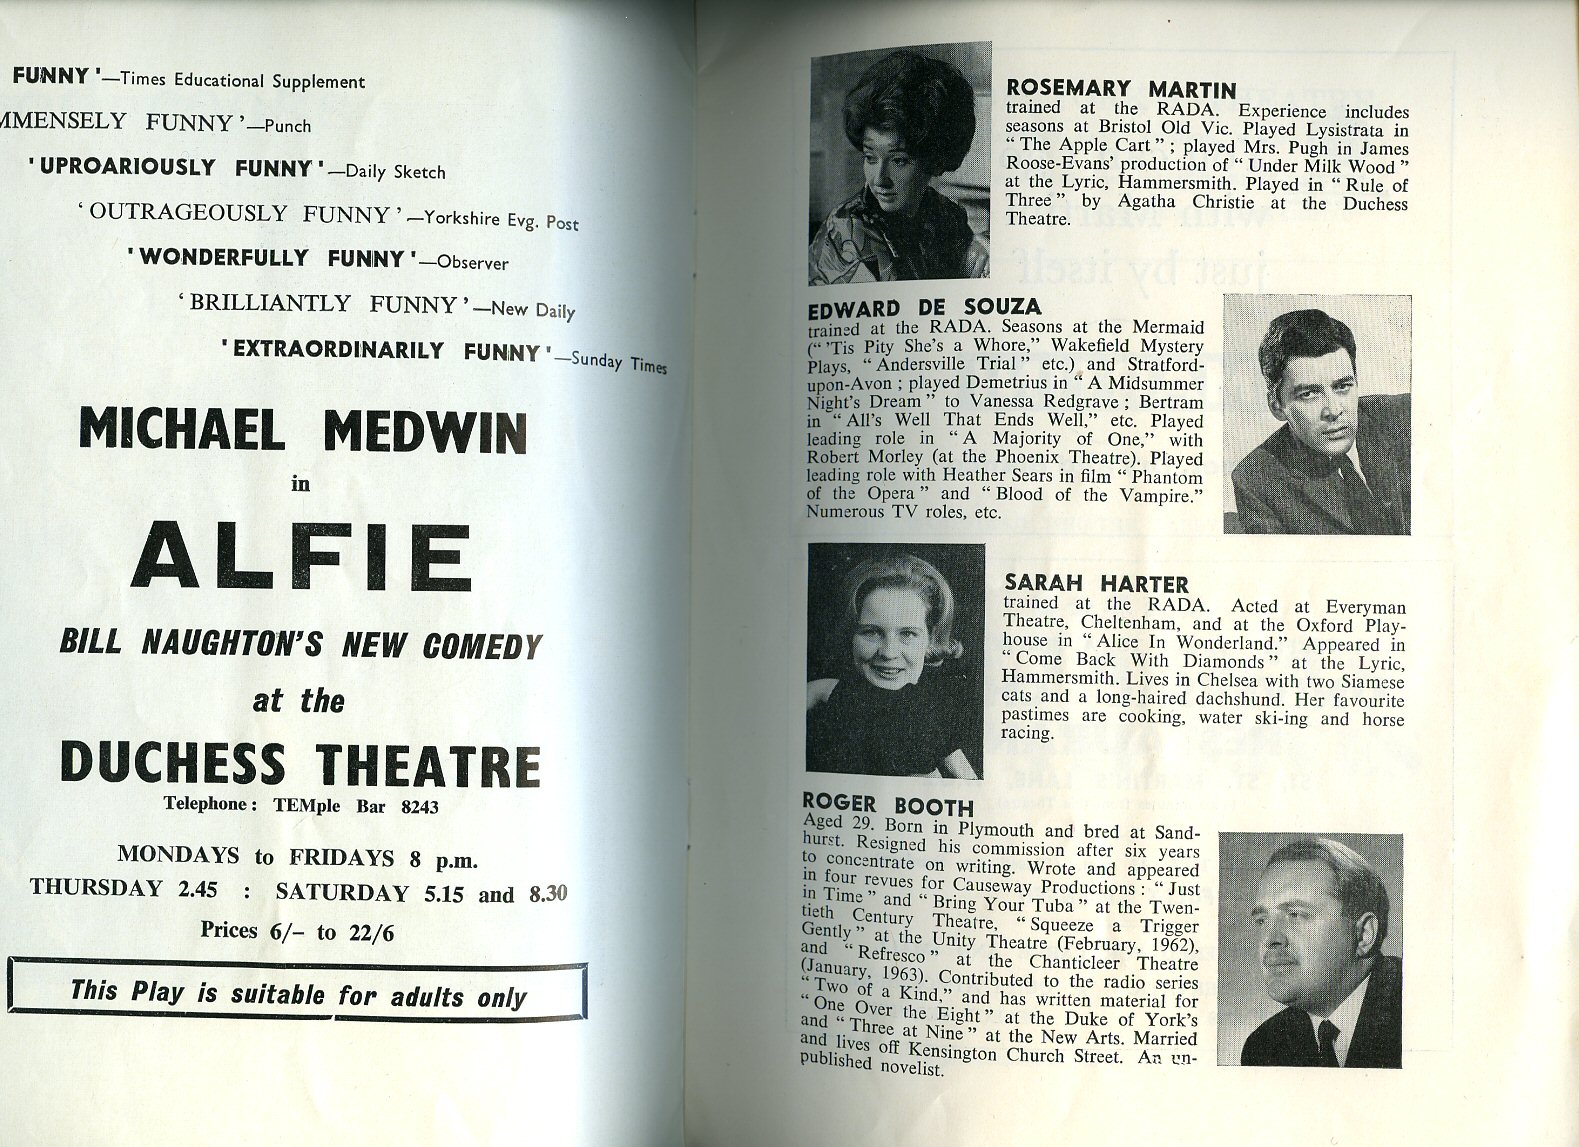 FUNNY'—Times Educational Supplement
MMENSELY FUNNY'—Punch
'UPROARIOUSLY FUNNY'—Daily Sketch
'OUTRAGEOUSLY FUNNY'—Yorkshire Evg. Post
'WONDERFULLY FUNNY'—Observer
'BRILLIANTLY FUNNY'—New Daily
'EXTRAORDINARILY FUNNY'—Sunday Times
MICHAEL MEDWIN
in
ALFIE
BILL NAUGHTON'S NEW COMEDY
at the
DUCHESS THEATRE
Telephone: TEMple Bar 8243
MONDAYS to FRIDAYS 8 p.m.
THURSDAY 2.45 : SATURDAY 5.15 and 8.30
Prices 6/– to 22/6
This Play is suitable for adults only
ROSEMARY MARTIN
trained at the RADA. Experience includes
seasons at Bristol Old Vic. Played Lysistrata in
"The Apple Cart"; played Mrs. Pugh in James
Roose-Evans' production of "Under Milk Wood"
at the Lyric, Hammersmith. Played in "Rule of
Three" by Agatha Christie at the Duchess
Theatre.
just by itself
EDWARD DE SOUZA
trained at the RADA. Seasons at the Mermaid
("'Tis Pity She's a Whore," Wakefield Mystery
Plays, "Andersville Trial" etc.) and Stratford-
upon-Avon; played Demetrius in "A Midsummer
Night's Dream" to Vanessa Redgrave; Bertram
in "All's Well That Ends Well," etc. Played
leading role in "A Majority of One," with
Robert Morley (at the Phoenix Theatre). Played
leading role with Heather Sears in film "Phantom
of the Opera" and "Blood of the Vampire."
Numerous TV roles, etc.
SARAH HARTER
trained at the RADA. Acted at Everyman
Theatre, Cheltenham, and at the Oxford Play-
house in "Alice In Wonderland." Appeared in
"Come Back With Diamonds" at the Lyric,
Hammersmith. Lives in Chelsea with two Siamese
cats and a long-haired dachshund. Her favourite
pastimes are cooking, water ski-ing and horse
racing.
ROGER BOOTH
Aged 29. Born in Plymouth and bred at Sand-
hurst. Resigned his commission after six years
to concentrate on writing. Wrote and appeared
in four revues for Causeway Productions: "Just
in Time" and "Bring Your Tuba" at the Twen-
tieth Century Theatre, "Squeeze a Trigger
Gently" at the Unity Theatre (February, 1962),
and "Refresco" at the Chanticleer Theatre
(January, 1963). Contributed to the radio series
"Two of a Kind," and has written material for
"One Over the Eight" at the Duke of York's
and "Three at Nine" at the New Arts. Married
and lives off Kensington Church Street. An un-
published novelist.